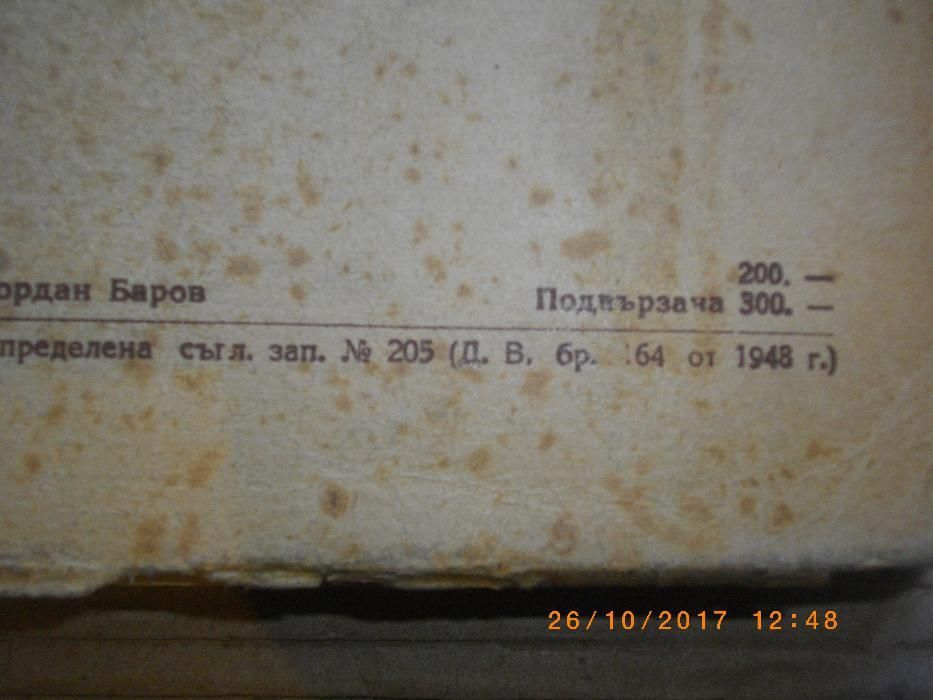 200. —
ордан Баров Подвързача 300. —
пределена съгл. зап. № 205 (Д. В. бр. 64 от 1948 г.)
26/10/2017 12:48